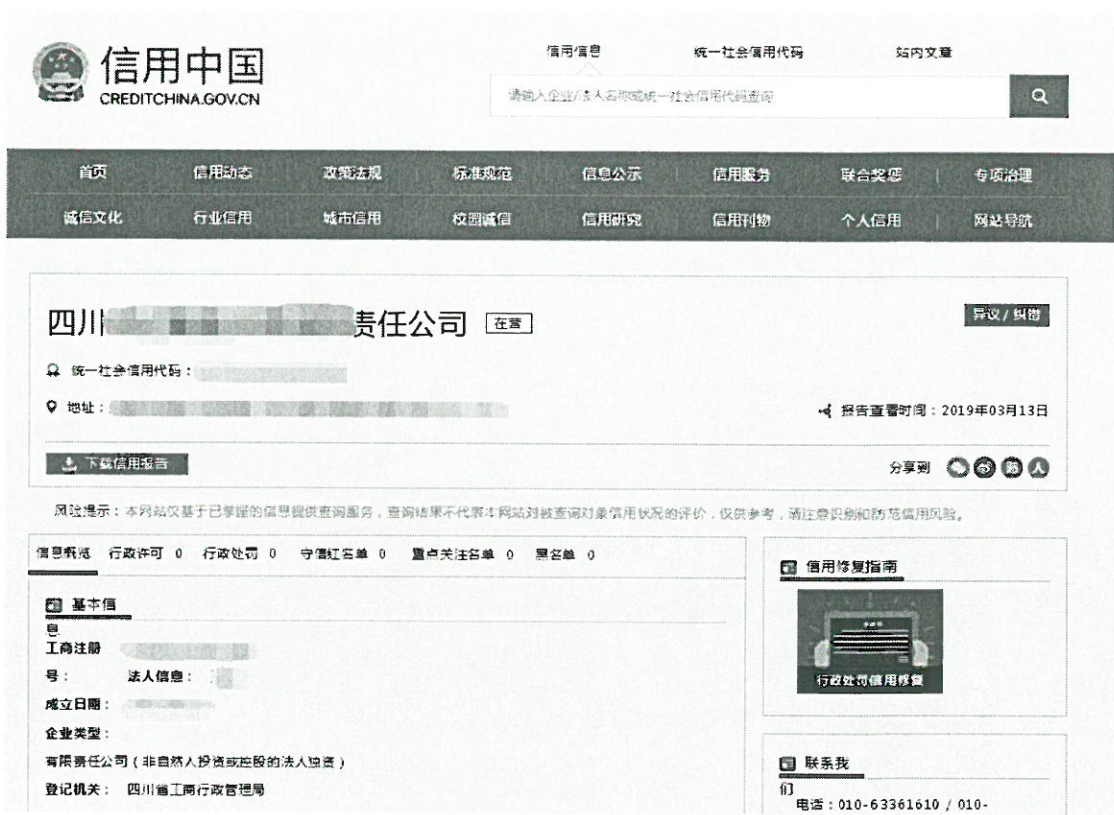 信用中国
CREDITCHINA.GOV.CN
信用信息 统一社会信用代码 站内文章
请输入企业/法人名称或统一社会信用代码查询
首页 信用动态 政策法规 标准规范 信息公示 信用服务 联合奖惩 专项治理
诚信文化 行业信用 城市信用 校园诚信 信用研究 信用刊物 个人信用 网站导航
四川 责任公司 在营
异议/纠错
统一社会信用代码：
地址：
报告查看时间：2019年03月13日
下载信用报告
分享到
风险提示：本网站仅基于已掌握的信息提供查询服务，查询结果不代表本网站对被查询对象信用状况的评价，仅供参考，请注意识别和防范信用风险。
信息概览 行政许可 0 行政处罚 0 守信红名单 0 重点关注名单 0 黑名单 0
基本信
息
工商注册
号： 法人信息：
成立日期：
企业类型：
有限责任公司（非自然人投资或控股的法人独资）
登记机关： 四川省工商行政管理局
信用修复指南
行政处罚信用修复
联系我
们
电话：010-63361610 / 010-